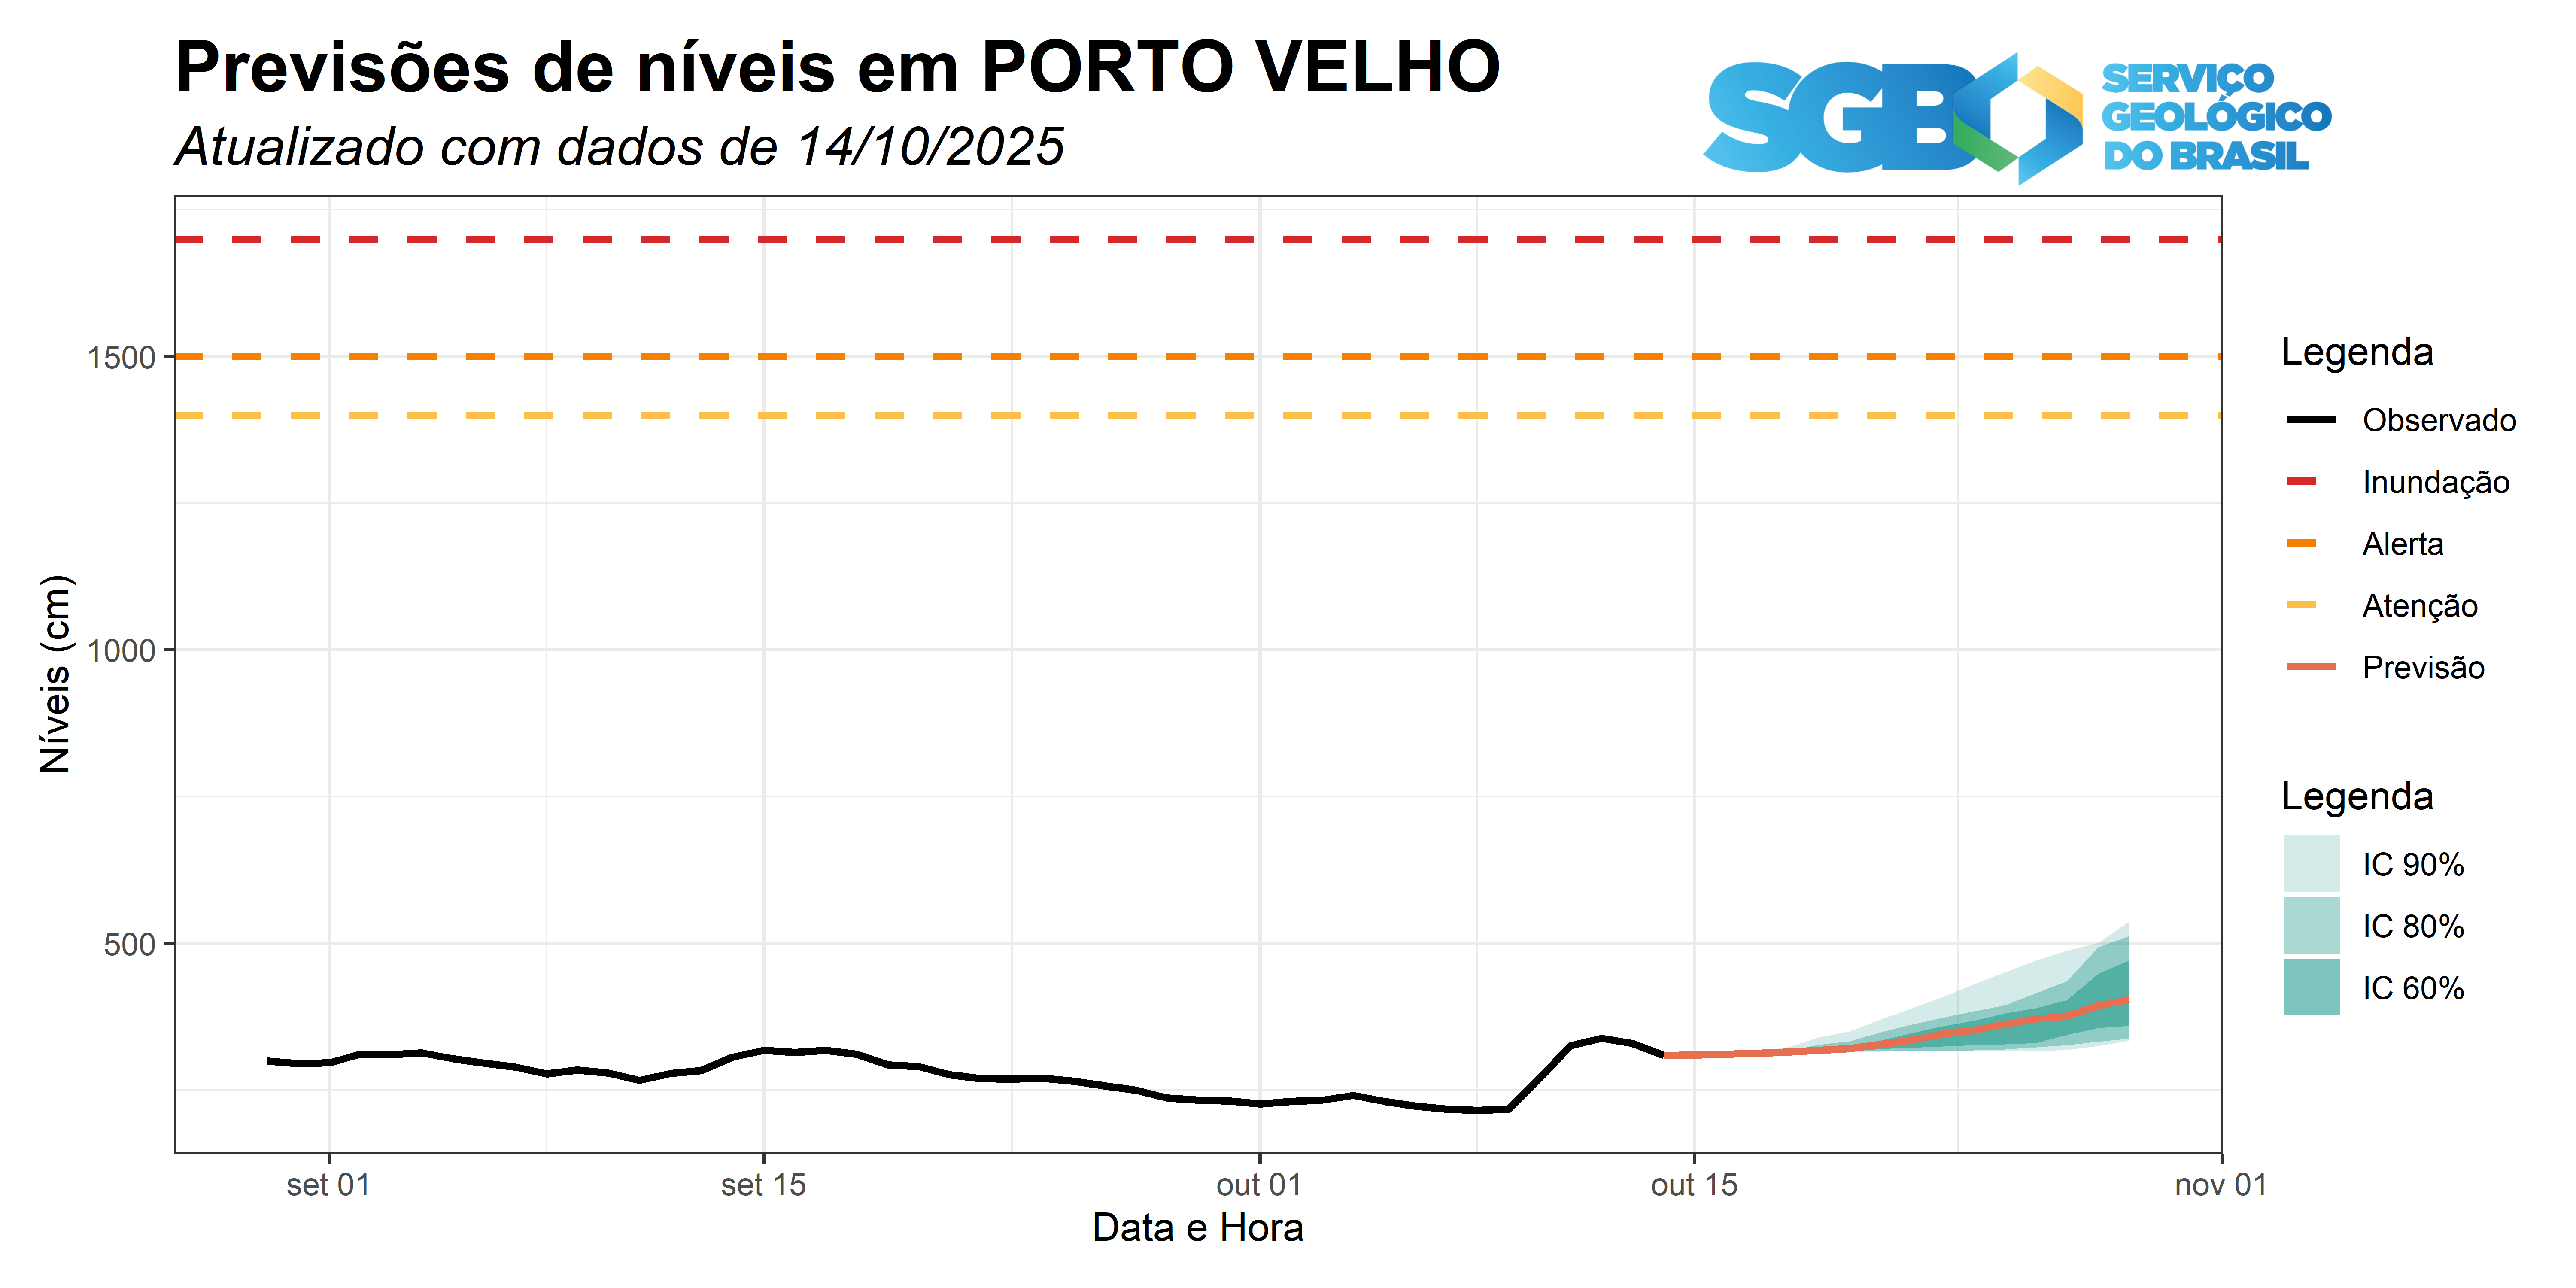 Previsões de níveis em PORTO VELHO
Atualizado com dados de 14/10/2025
SGB
SERVIÇO
GEOLÓGICO
DO BRASIL
Níveis (cm)
1500
1000
500
set 01
set 15
out 01
out 15
nov 01
Data e Hora
Legenda
Observado
Inundação
Alerta
Atenção
Previsão
Legenda
IC 90%
IC 80%
IC 60%